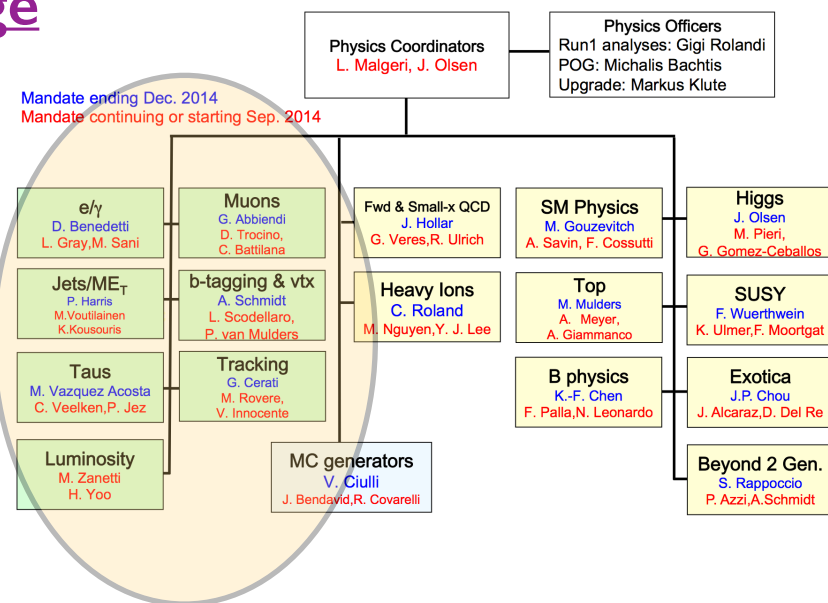 ge
Physics Coordinators
L. Malgeri, J. Olsen
Physics Officers
Run1 analyses: Gigi Rolandi
POG: Michalis Bachtis
Upgrade: Markus Klute
Mandate ending Dec. 2014
Mandate continuing or starting Sep. 2014
e/γ
D. Benedetti
L. Gray,M. Sani
Muons
G. Abbiendi
D. Trocino,
C. Battilana
Fwd & Small-x QCD
J. Hollar
G. Veres,R. Ulrich
SM Physics
M. Gouzevitch
A. Savin, F. Cossutti
Higgs
J. Olsen
M. Pieri,
G. Gomez-Ceballos
Jets/MET
P. Harris
M.Voutilainen
K.Kousouris
b-tagging & vtx
A. Schmidt
L. Scodellaro,
P. van Mulders
Heavy Ions
C. Roland
M. Nguyen,Y. J. Lee
Top
M. Mulders
A. Meyer,
A. Giammanco
SUSY
F. Wuerthwein
K. Ulmer,F. Moortgat
Taus
M. Vazquez Acosta
C. Veelken,P. Jez
Tracking
G. Cerati
M. Rovere,
V. Innocente
B physics
K.-F. Chen
F. Palla,N. Leonardo
Exotica
J.P. Chou
J. Alcaraz,D. Del Re
Luminosity
M. Zanetti
H. Yoo
MC generators
V. Ciulli
J. Bendavid,R. Covarelli
Beyond 2 Gen.
S. Rappoccio
P. Azzi,A.Schmidt